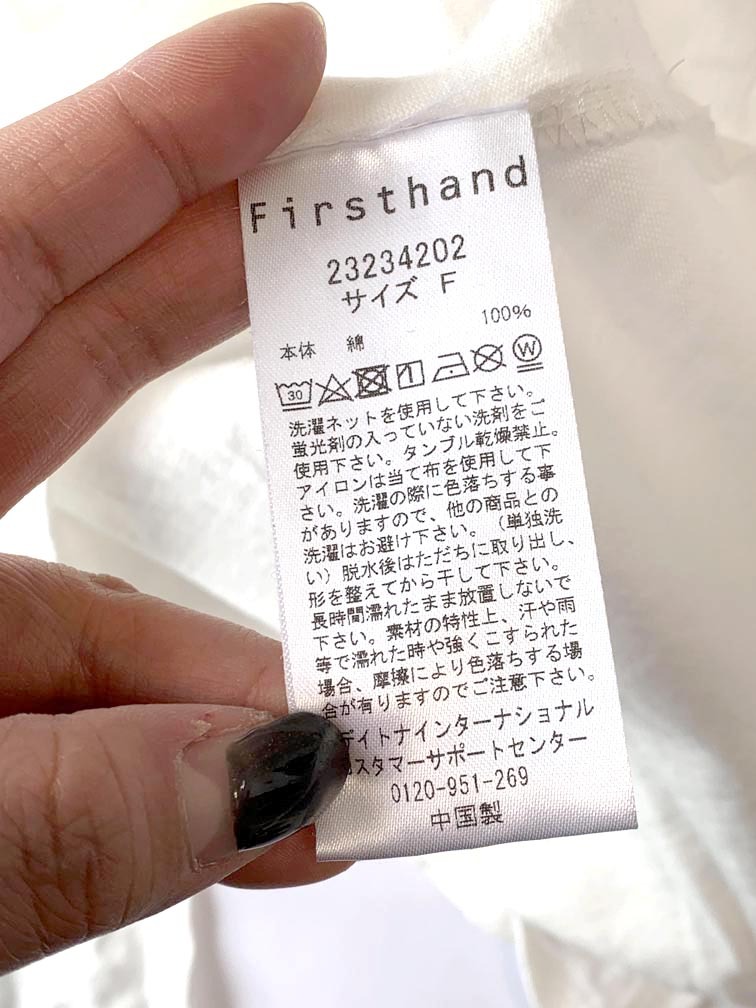 Firsthand
23234202
サイズ F
100%
本体 綿
30 W
洗濯ネットを使用して下さい。
蛍光剤の入っていない洗剤をご
使用下さい。タンブル乾燥禁止。
アイロンは当て布を使用して下
さい。洗濯の際に色落ちする事
がありますので、他の商品との
洗濯はお避け下さい。（単独洗
い）脱水後はただちに取り出し、
形を整えてから干して下さい。
長時間濡れたまま放置しないで
下さい。素材の特性上、汗や雨
等で濡れた時や強くこすられた
場合、摩擦により色落ちする場
合が有りますのでご注意下さい。
デイトナインターナショナル
カスタマーサポートセンター
0120-951-269
中国製